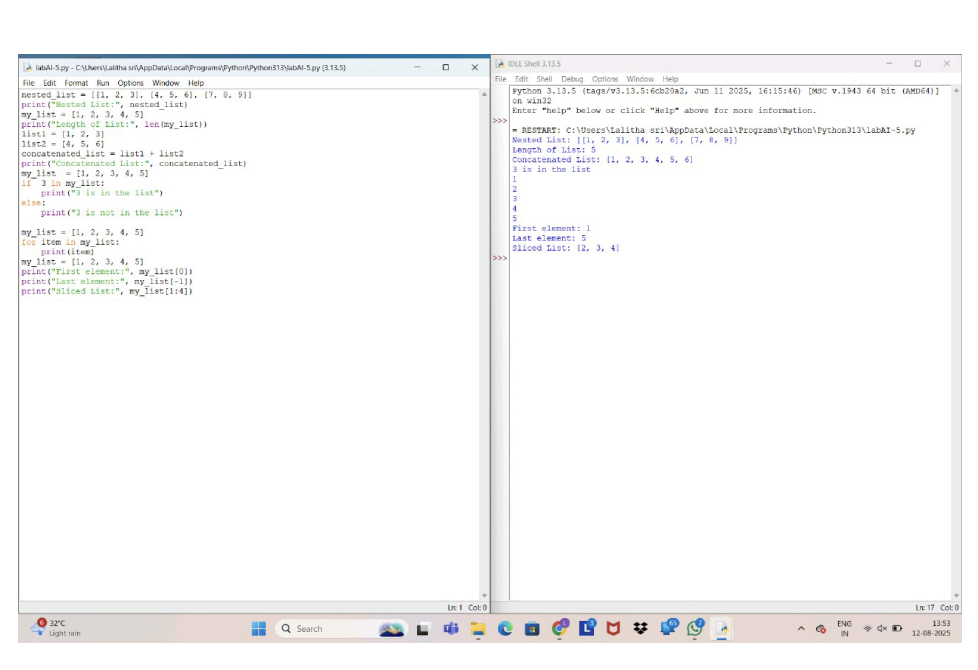 labAI-5.py - C:\Users\Lalitha sri\AppData\Local\Programs\Python\Python313\labAI-5.py (3.13.5)
File Edit Format Run Options Window Help
nested_list = [[1, 2, 3], [4, 5, 6], [7, 8, 9]]
print("Nested List:", nested_list)
my_list = [1, 2, 3, 4, 5]
print("Length of List:", len(my_list))
list1 = [1, 2, 3]
list2 = [4, 5, 6]
concatenated_list = list1 + list2
print("Concatenated List:", concatenated_list)
my_list  = [1, 2, 3, 4, 5]
if  3 in my_list:
    print("3 is in the list")
else:
    print("3 is not in the list")
my_list = [1, 2, 3, 4, 5]
for item in my_list:
    print(item)
my_list = [1, 2, 3, 4, 5]
print("First element:", my_list[0])
print("Last element:", my_list[-1])
print("Sliced List:", my_list[1:4])
Ln: 1 Col: 0
IDLE Shell 3.13.5
File Edit Shell Debug Options Window Help
Python 3.13.5 (tags/v3.13.5:6cb20a2, Jun 11 2025, 16:15:46) [MSC v.1943 64 bit (AMD64)]
on win32
Enter "help" below or click "Help" above for more information.
>>>
= RESTART: C:\Users\Lalitha sri\AppData\Local\Programs\Python\Python313\labAI-5.py
Nested List: [[1, 2, 3], [4, 5, 6], [7, 8, 9]]
Length of List: 5
Concatenated List: [1, 2, 3, 4, 5, 6]
3 is in the list
1
2
3
4
5
First element: 1
Last element: 5
Sliced List: [2, 3, 4]
>>>
Ln: 17 Col: 0
6
32°C
Light rain
Search
65
ENG
IN
13:53
12-08-2025